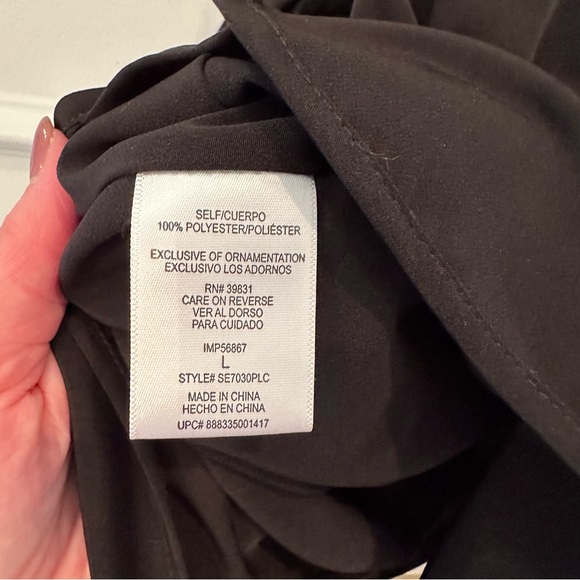 SELF/CUERPO
100% POLYESTER/POLIÉSTER
EXCLUSIVE OF ORNAMENTATION
EXCLUSIVO LOS ADORNOS
RN# 39831
CARE ON REVERSE
VER AL DORSO
PARA CUIDADO
IMP56867
L
STYLE# SE7030PLC
MADE IN CHINA
HECHO EN CHINA
UPC# 888335001417